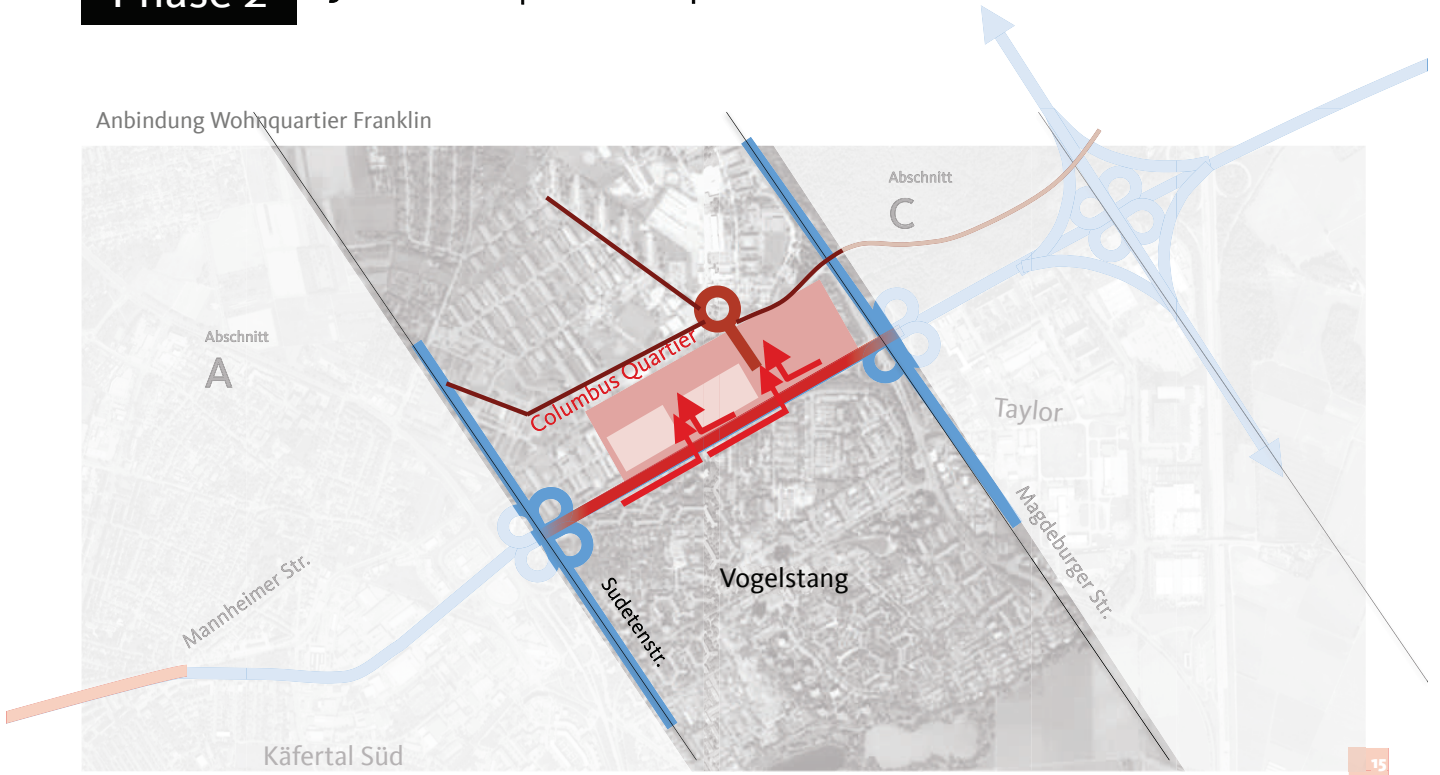 Phase 2
Anbindung Wohnquartier Franklin
Abschnitt
C
Abschnitt
A
Columbus Quartier
Taylor
Magdeburger Str.
Vogelstang
Sudetenstr.
Mannheimer Str.
Käfertal Süd
15